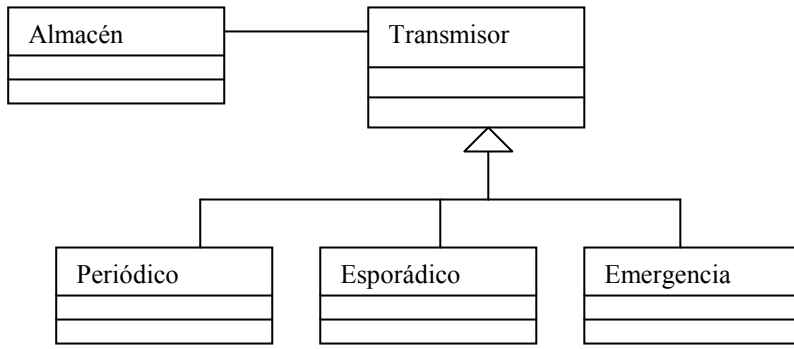 Almacén
Transmisor
Periódico
Esporádico
Emergencia